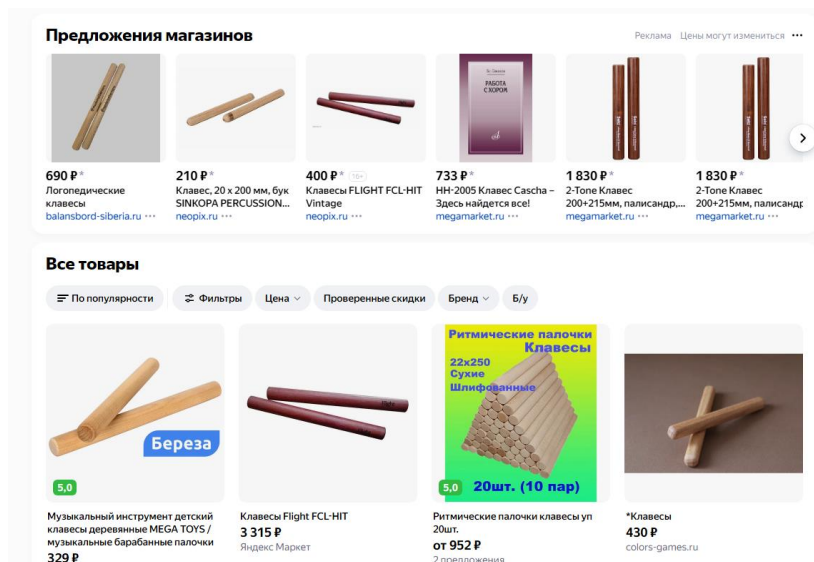 Предложения магазинов
Реклама Цены могут измениться
РАБОТА
С ХОРОМ
690 ₽*
Логопедические
клавесы
balansbord-siberia.ru
210 ₽*
Клавес, 20 х 200 мм, бук
SINKOPA PERCUSSION...
neopix.ru
400 ₽* 16+
Клавесы FLIGHT FCL-HIT
Vintage
neopix.ru
733 ₽*
HH-2005 Клавес Cascha –
Здесь найдется все!
megamarket.ru
1 830 ₽*
2-Tone Клавес
200+215мм, палисандр,...
megamarket.ru
1 830 ₽*
2-Tone Клавес
200+215мм, палисандр
megamarket.ru
Все товары
По популярности
Фильтры
Цена
Проверенные скидки
Бренд
Б/у
Береза
5,0
Музыкальный инструмент детский
клавесы деревянные MEGA TOYS /
музыкальные барабанные палочки
329 ₽
Клавесы Flight FCL-HIT
3 315 ₽
Яндекс Маркет
Ритмические палочки
Клавесы
22х250
Сухие
Шлифованные
5,0
20шт. (10 пар)
Ритмические палочки клавесы уп
20шт.
от 952 ₽
2 предложения
*Клавесы
430 ₽
colors-games.ru